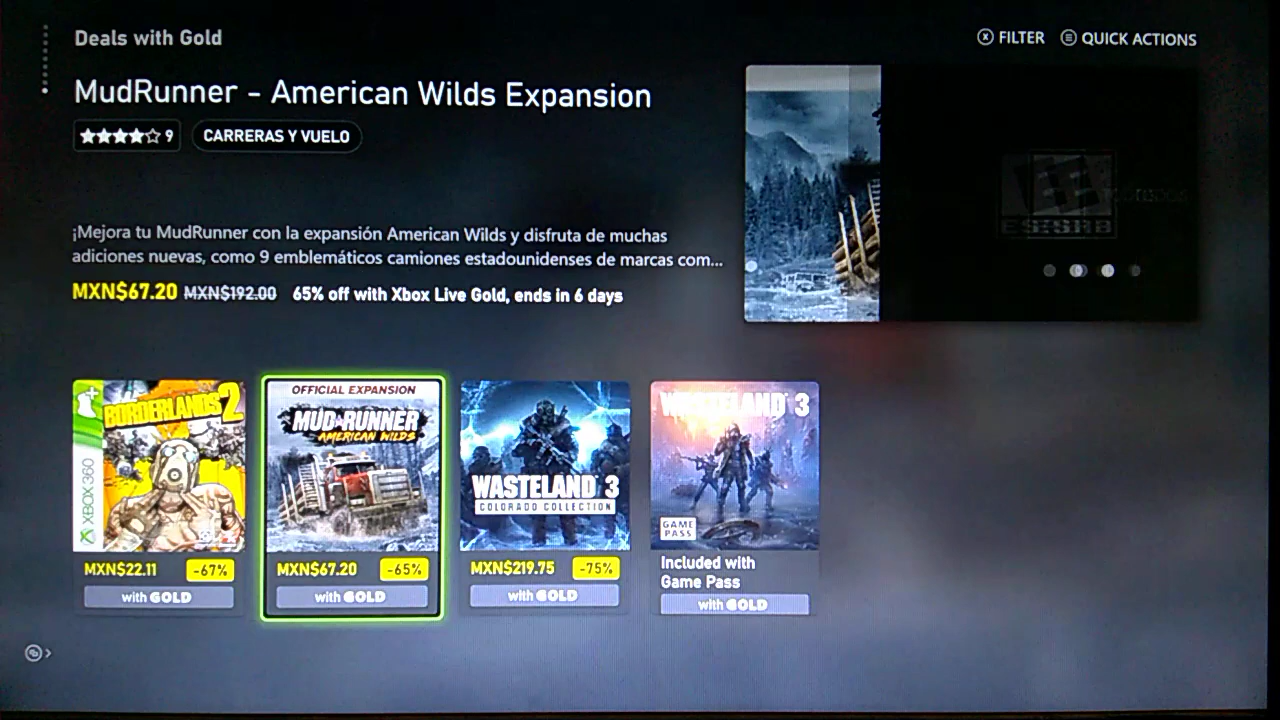 Deals with Gold
FILTER
QUICK ACTIONS
MudRunner - American Wilds Expansion
9
CARRERAS Y VUELO
¡Mejora tu MudRunner con la expansión American Wilds y disfruta de muchas
adiciones nuevas, como 9 emblemáticos camiones estadounidenses de marcas com...
MXN$67.20 MXN$192.00 65% off with Xbox Live Gold, ends in 6 days
ESRB
XBOX 360
BORDERLANDS 2
MXN$22.11
-67%
with GOLD
OFFICIAL EXPANSION
MUDRUNNER
AMERICAN WILDS
MXN$67.20
-65%
with GOLD
WASTELAND 3
COLORADO COLLECTION
MXN$219.75
-75%
with GOLD
WASTELAND 3
GAME
PASS
Included with
Game Pass
with GOLD